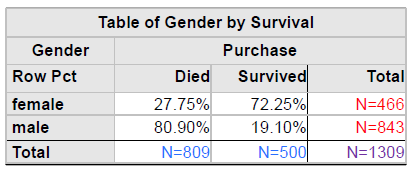 Table of Gender by Survival
Gender Purchase
Row Pct Died Survived Total
female 27.75% 72.25% N=466
male 80.90% 19.10% N=843
Total N=809 N=500 N=1309